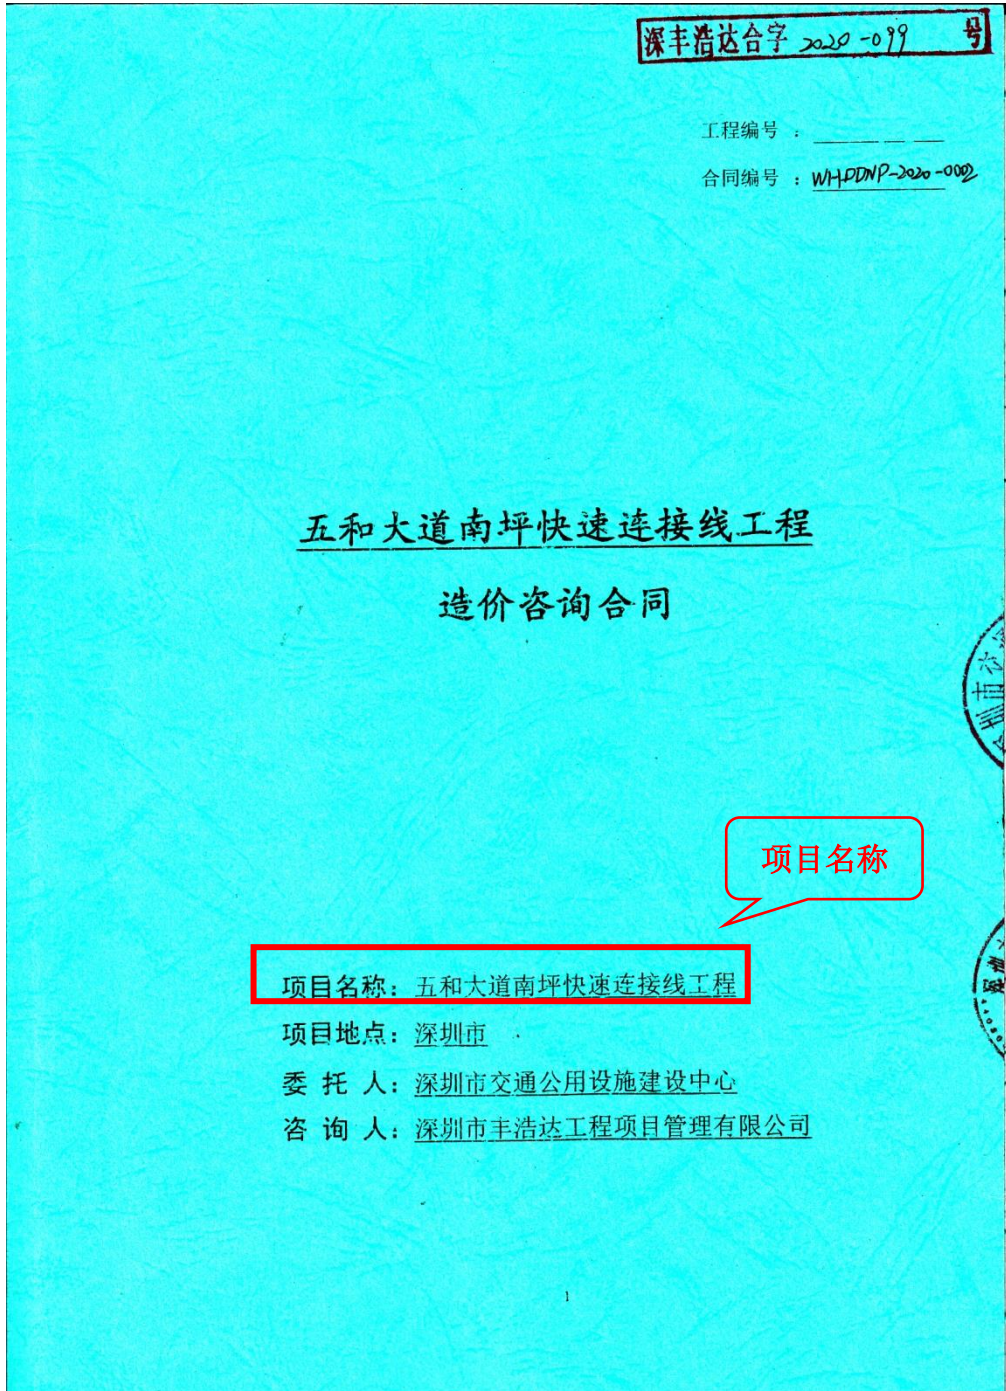 深丰浩达合字 2020-099 号
工程编号 ：
合同编号 ：WHDDNP-2020-0002
五和大道南坪快速连接线工程
造价咨询合同
项目名称
项目名称：五和大道南坪快速连接线工程
项目地点：深圳市
委 托 人：深圳市交通公用设施建设中心
咨 询 人：深圳市丰浩达工程项目管理有限公司
1